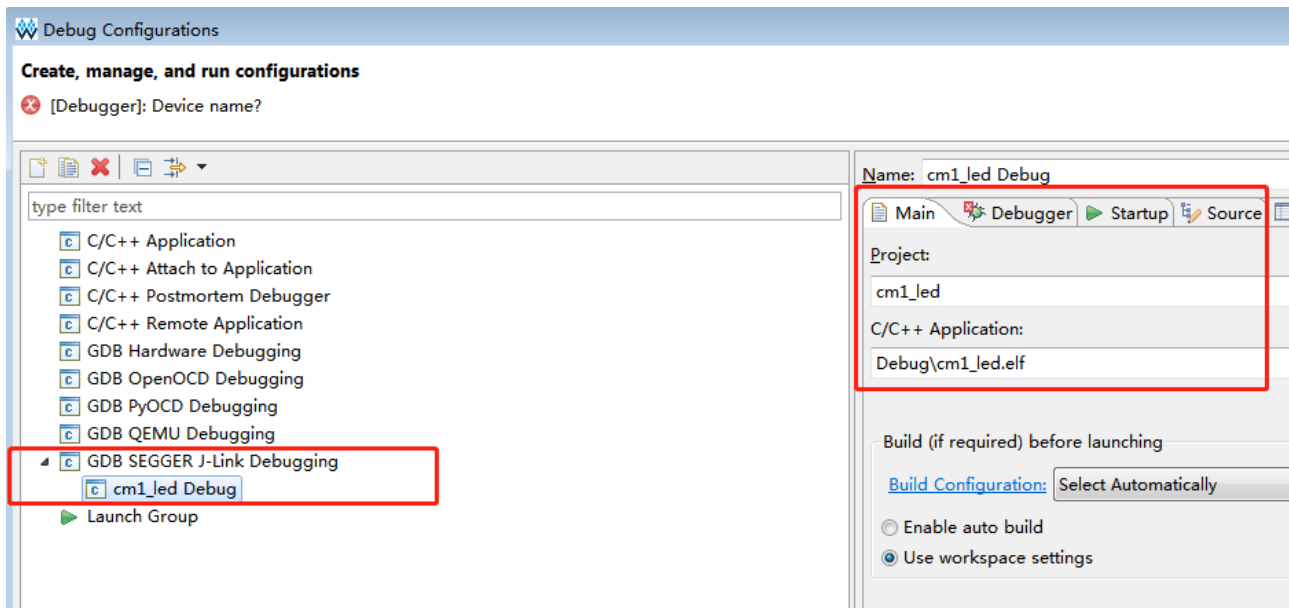 Debug Configurations
Create, manage, and run configurations
[Debugger]: Device name?
type filter text
C/C++ Application
C/C++ Attach to Application
C/C++ Postmortem Debugger
C/C++ Remote Application
GDB Hardware Debugging
GDB OpenOCD Debugging
GDB PyOCD Debugging
GDB QEMU Debugging
GDB SEGGER J-Link Debugging
cm1_led Debug
Launch Group
Name: cm1_led Debug
Main Debugger Startup Source
Project:
cm1_led
C/C++ Application:
Debug\cm1_led.elf
Build (if required) before launching
Build Configuration: Select Automatically
Enable auto build
Use workspace settings